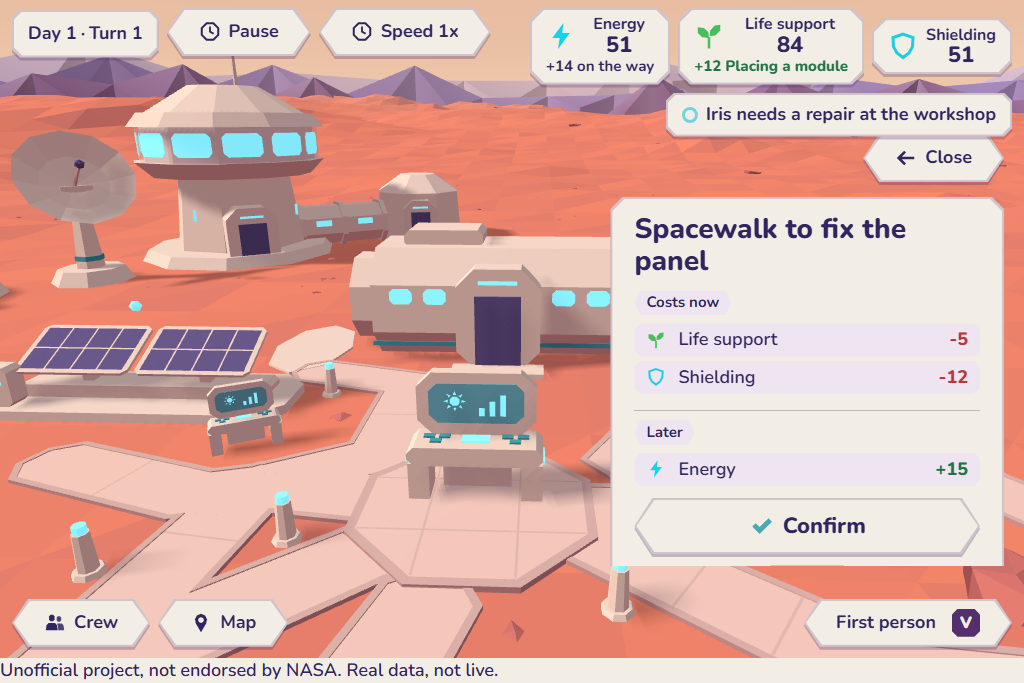 Day 1 · Turn 1
Pause
Speed 1x
Energy
51
+14 on the way
Life support
84
+12 Placing a module
Shielding
51
Iris needs a repair at the workshop
Close
Spacewalk to fix the
panel
Costs now
Life support -5
Shielding -12
Later
Energy +15
Confirm
Crew
Map
First person V
Unofficial project, not endorsed by NASA. Real data, not live.